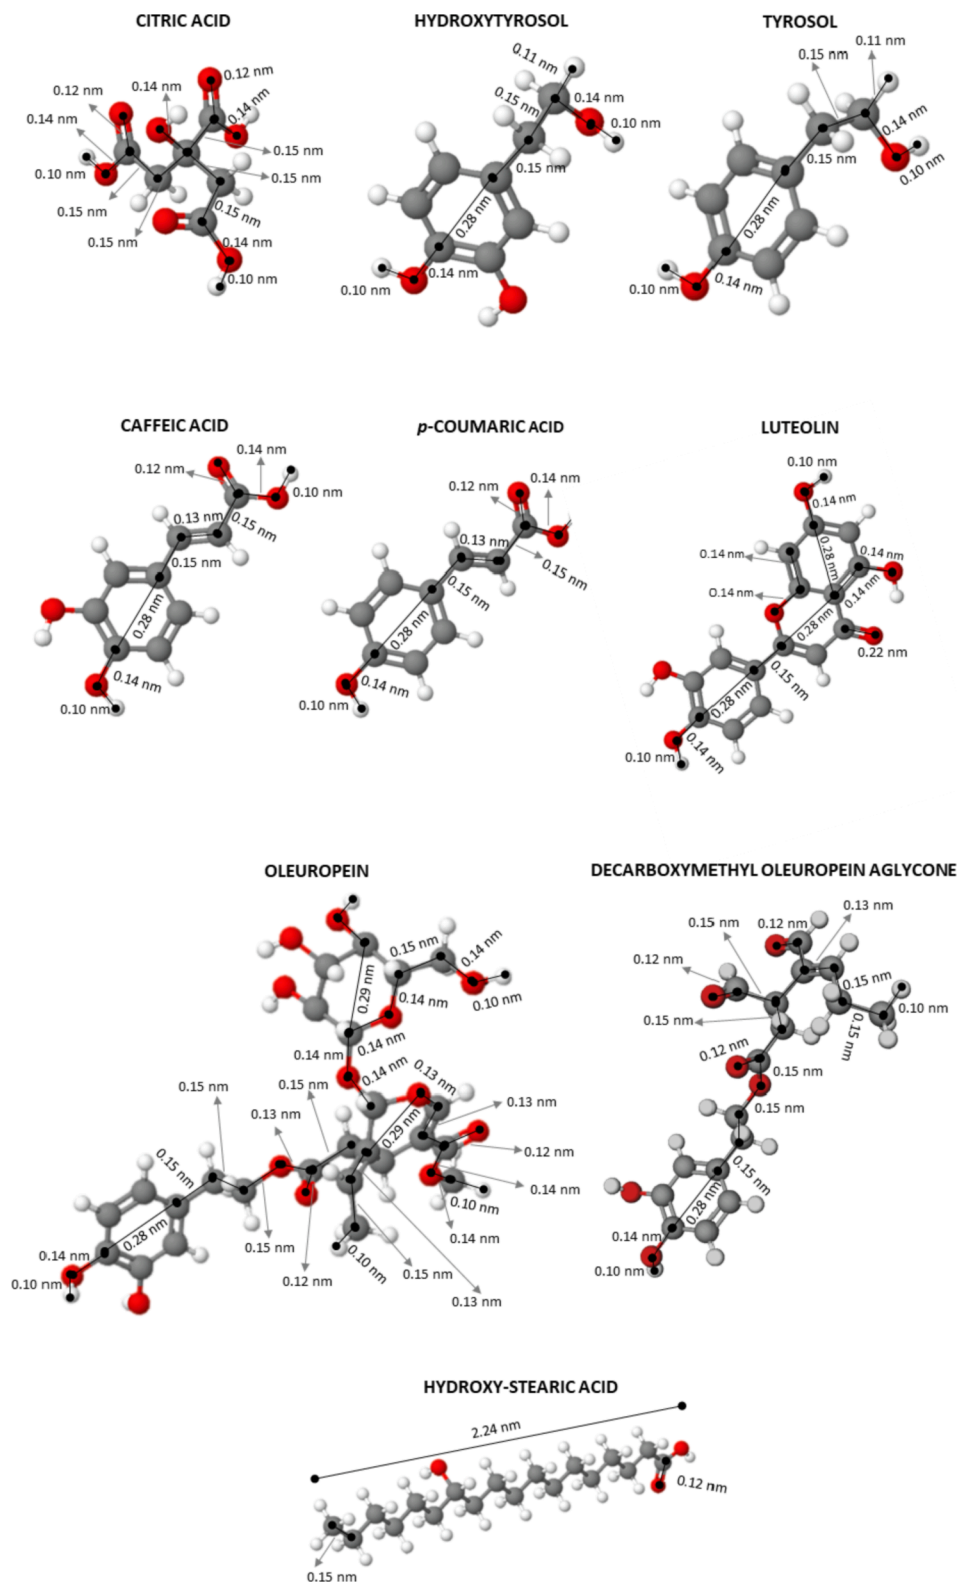 CITRIC ACID
HYDROXYTYROSOL
TYROSOL
0.12 nm
0.12 nm
0.14 nm
0.14 nm
0.14 nm
0.15 nm
0.10 nm
0.15 nm
0.15 nm
0.15 nm
0.15 nm
0.14 nm
0.10 nm
0.11 nm
0.15 nm
0.14 nm
0.10 nm
0.15 nm
0.28 nm
0.14 nm
0.10 nm
0.11 nm
0.15 nm
0.14 nm
0.15 nm
0.10 nm
0.28 nm
0.14 nm
0.10 nm
CAFFEIC ACID
p-COUMARIC ACID
LUTEOLIN
0.14 nm
0.12 nm
0.10 nm
0.13 nm
0.15 nm
0.15 nm
0.28 nm
0.14 nm
0.10 nm
0.14 nm
0.12 nm
0.13 nm
0.15 nm
0.15 nm
0.28 nm
0.14 nm
0.10 nm
0.10 nm
0.14 nm
0.28 nm
0.14 nm
0.14 nm
0.14 nm
0.14 nm
0.28 nm
0.22 nm
0.15 nm
0.28 nm
0.14 nm
0.10 nm
OLEUROPEIN
DECARBOXYMETHYL OLEUROPEIN AGLYCONE
0.15 nm
0.14 nm
0.29 nm
0.10 nm
0.14 nm
0.14 nm
0.14 nm
0.14 nm
0.13 nm
0.15 nm
0.15 nm
0.13 nm
0.13 nm
0.29 nm
0.12 nm
0.15 nm
0.14 nm
0.10 nm
0.28 nm
0.14 nm
0.15 nm
0.14 nm
0.10 nm
0.10 nm
0.12 nm
0.15 nm
0.13 nm
0.13 nm
0.15 nm
0.12 nm
0.12 nm
0.15 nm
0.10 nm
0.15 nm
0.15 nm
0.12 nm
0.15 nm
0.15 nm
0.15 nm
0.28 nm
0.14 nm
0.10 nm
HYDROXY-STEARIC ACID
2.24 nm
0.12 nm
0.15 nm